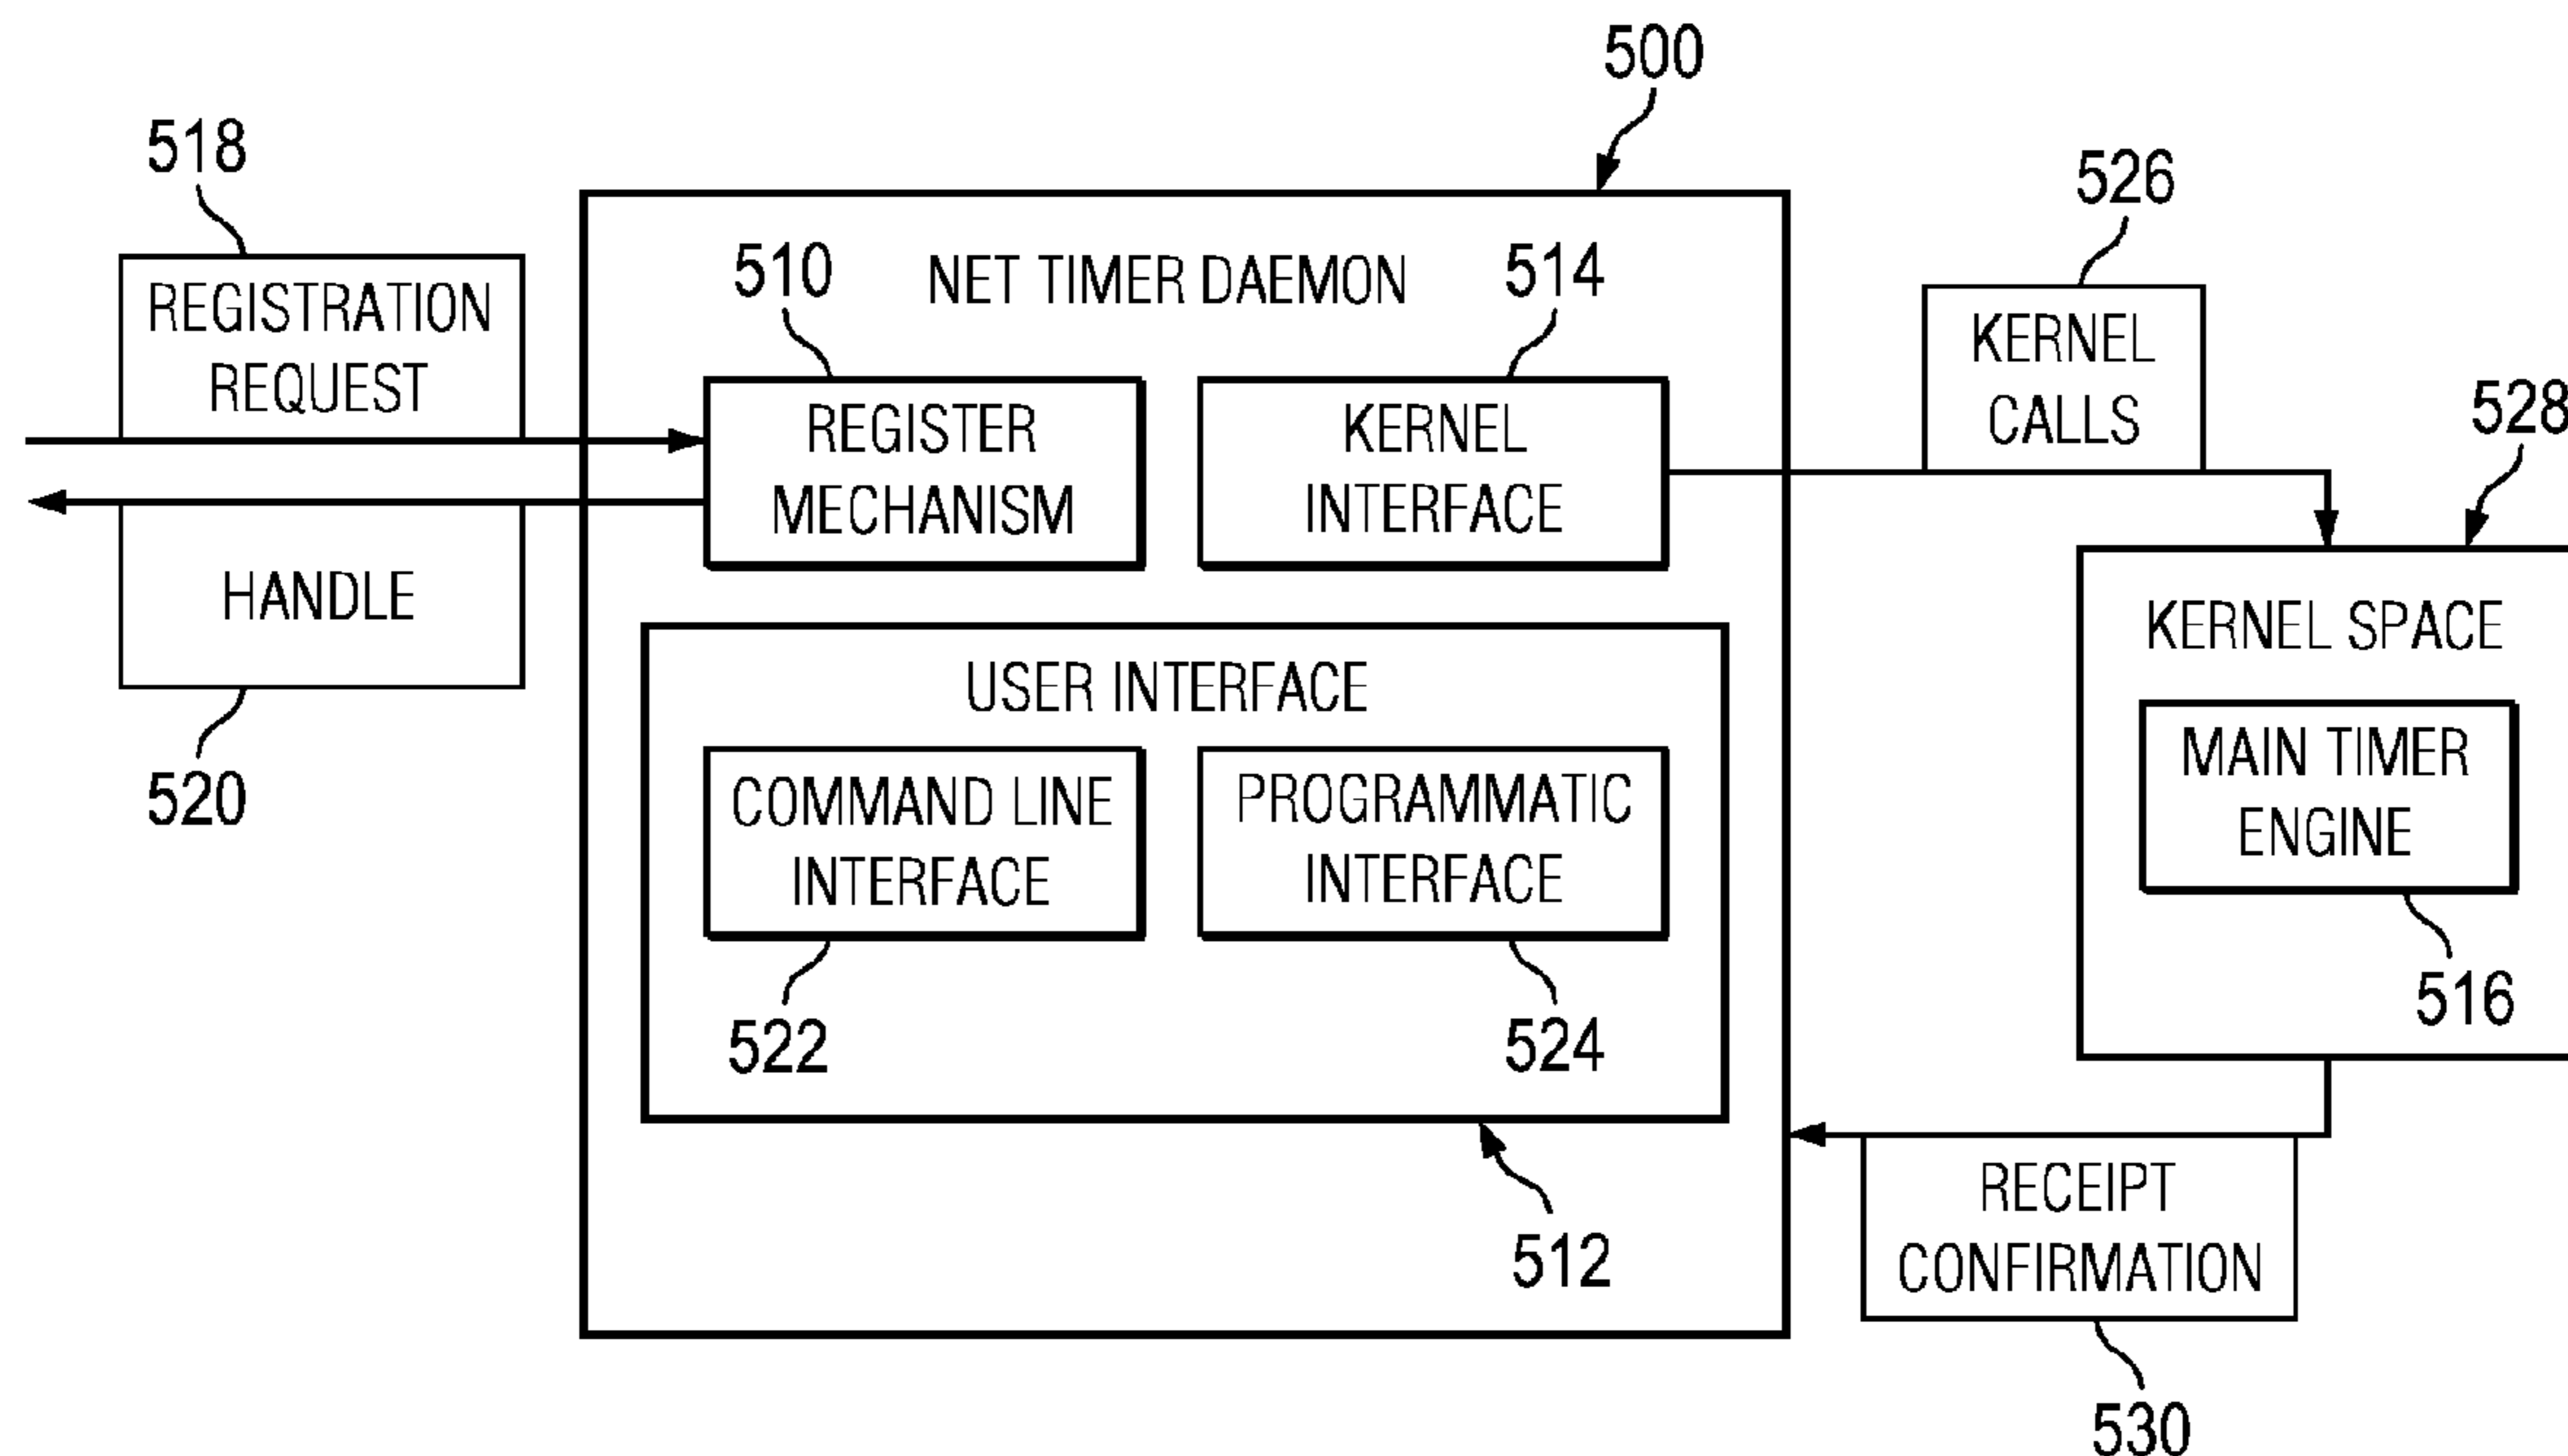 500
518
526
REGISTRATION
REQUEST
510
NET TIMER DAEMON
514
KERNEL
CALLS
528
REGISTER
MECHANISM
KERNEL
INTERFACE
HANDLE
520
KERNEL SPACE
MAIN TIMER
ENGINE
516
USER INTERFACE
COMMAND LINE
INTERFACE
PROGRAMMATIC
INTERFACE
522
524
512
RECEIPT
CONFIRMATION
530